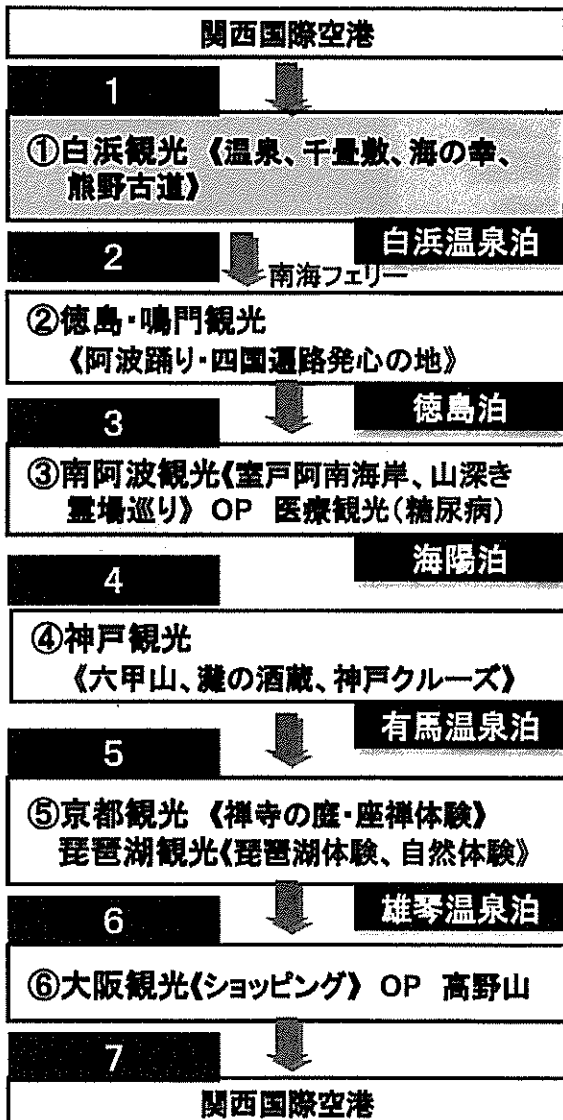 関西国際空港
1
①白浜観光 《温泉、千畳敷、海の幸、
熊野古道》
白浜温泉泊
2
南海フェリー
②徳島・鳴門観光
《阿波踊り・四国遍路発心の地》
徳島泊
3
③南阿波観光《室戸阿南海岸、山深き
霊場巡り》 OP 医療観光(糖尿病)
海陽泊
4
④神戸観光
《六甲山、灘の酒蔵、神戸クルーズ》
有馬温泉泊
5
⑤京都観光 《禅寺の庭・座禅体験》
琵琶湖観光《琵琶湖体験、自然体験》
雄琴温泉泊
6
⑥大阪観光《ショッピング》 OP 高野山
7
関西国際空港